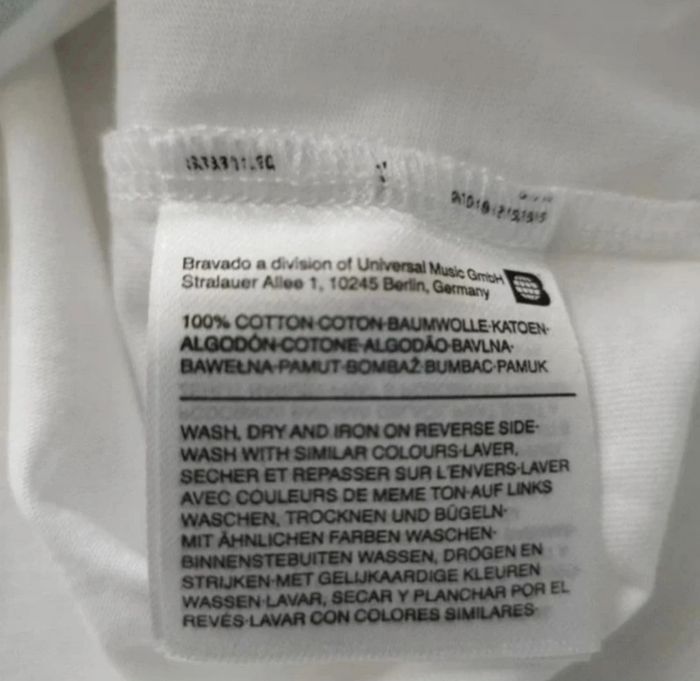 Bravado a division of Universal Music GmbH
Stralauer Allee 1, 10245 Berlin, Germany
100% COTTON·COTON·BAUMWOLLE·KATOEN·
ALGODÓN·COTONE·ALGODÃO·BAVLNA·
BAWEŁNA·PAMUT·BOMBAŽ·BUMBAC·PAMUK
WASH, DRY AND IRON ON REVERSE SIDE·
WASH WITH SIMILAR COLOURS·LAVER,
SECHER ET REPASSER SUR L'ENVERS·LAVER
AVEC COULEURS DE MEME TON·AUF LINKS
WASCHEN, TROCKNEN UND BÜGELN·
MIT ÄHNLICHEN FARBEN WASCHEN·
BINNENSTEBUITEN WASSEN, DROGEN EN
STRIJKEN·MET GELIJKAARDIGE KLEUREN
WASSEN·LAVAR, SECAR Y PLANCHAR POR EL
REVÉS·LAVAR CON COLORES SIMILARES·